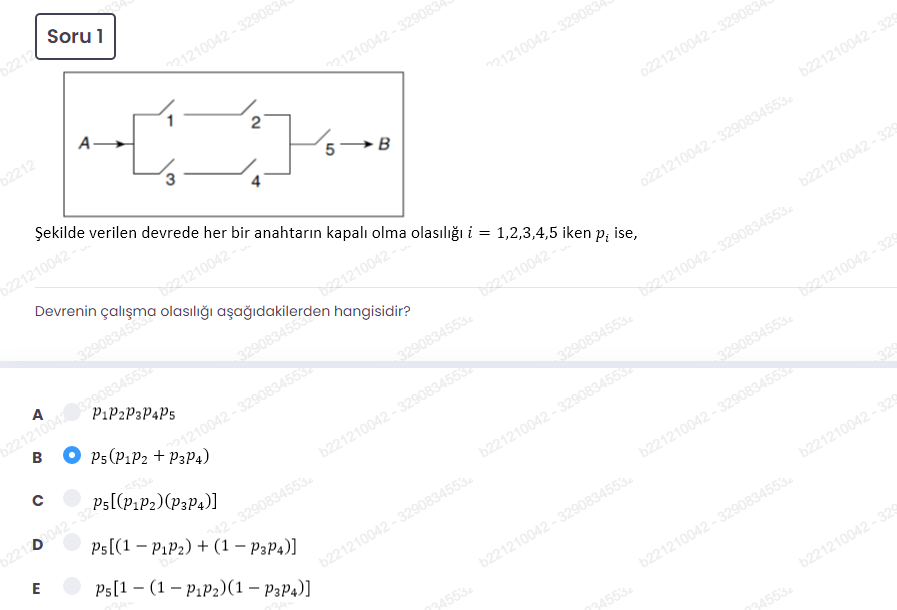 Soru 1
1 2
A B
5
3 4
Şekilde verilen devrede her bir anahtarın kapalı olma olasılığı i = 1,2,3,4,5 iken pᵢ ise,
Devrenin çalışma olasılığı aşağıdakilerden hangisidir?
A p₁p₂p₃p₄p₅
B p₅(p₁p₂ + p₃p₄)
C p₅[(p₁p₂)(p₃p₄)]
D p₅[(1 − p₁p₂) + (1 − p₃p₄)]
E p₅[1 − (1 − p₁p₂)(1 − p₃p₄)]